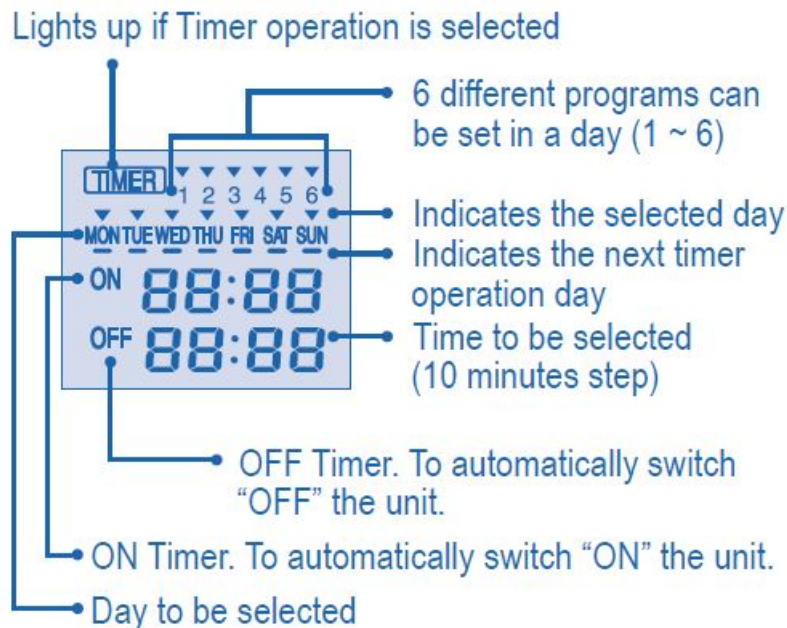 Lights up if Timer operation is selected
6 different programs can
be set in a day (1 ~ 6)
TIMER
1 2 3 4 5 6
Indicates the selected day
MON TUE WED THU FRI SAT SUN
Indicates the next timer
operation day
ON 88:88
OFF 88:88
Time to be selected
(10 minutes step)
OFF Timer. To automatically switch
“OFF” the unit.
ON Timer. To automatically switch “ON” the unit.
Day to be selected